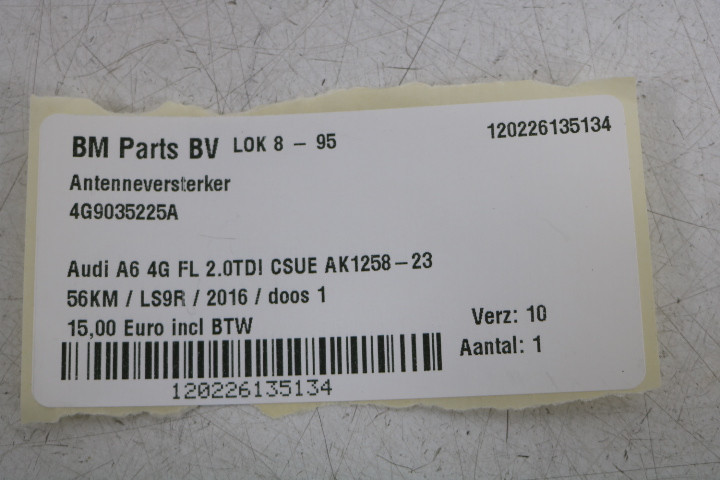 BM Parts BV LOK 8 - 95 120226135134
Antenneversterker
4G9035225A
Audi A6 4G FL 2.0TDI CSUE AK1258-23
56KM / LS9R / 2016 / doos 1
15,00 Euro incl BTW Verz: 10
Aantal: 1
120226135134